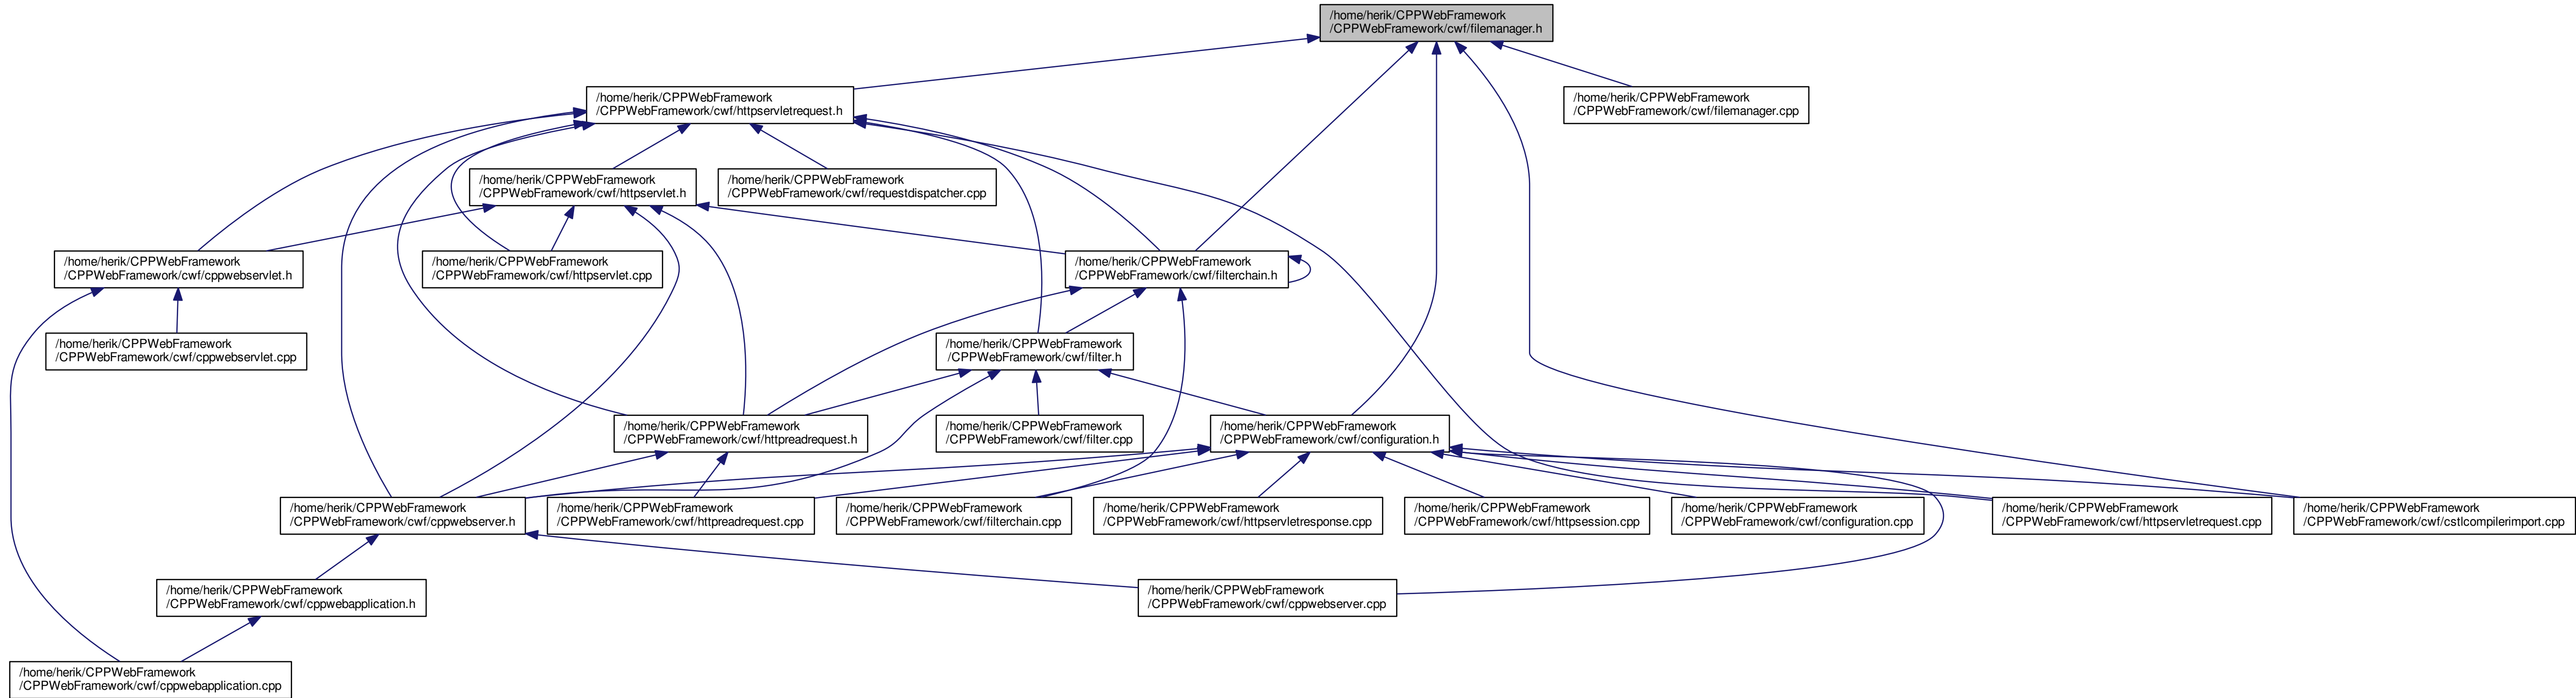 /home/herik/CPPWebFramework
/CPPWebFramework/cwf/filemanager.h
/home/herik/CPPWebFramework
/CPPWebFramework/cwf/httpservletrequest.h
/home/herik/CPPWebFramework
/CPPWebFramework/cwf/filemanager.cpp
/home/herik/CPPWebFramework
/CPPWebFramework/cwf/httpservlet.h
/home/herik/CPPWebFramework
/CPPWebFramework/cwf/requestdispatcher.cpp
/home/herik/CPPWebFramework
/CPPWebFramework/cwf/cppwebservlet.h
/home/herik/CPPWebFramework
/CPPWebFramework/cwf/httpservlet.cpp
/home/herik/CPPWebFramework
/CPPWebFramework/cwf/filterchain.h
/home/herik/CPPWebFramework
/CPPWebFramework/cwf/cppwebservlet.cpp
/home/herik/CPPWebFramework
/CPPWebFramework/cwf/filter.h
/home/herik/CPPWebFramework
/CPPWebFramework/cwf/httpreadrequest.h
/home/herik/CPPWebFramework
/CPPWebFramework/cwf/filter.cpp
/home/herik/CPPWebFramework
/CPPWebFramework/cwf/configuration.h
/home/herik/CPPWebFramework
/CPPWebFramework/cwf/cppwebserver.h
/home/herik/CPPWebFramework
/CPPWebFramework/cwf/httpreadrequest.cpp
/home/herik/CPPWebFramework
/CPPWebFramework/cwf/filterchain.cpp
/home/herik/CPPWebFramework
/CPPWebFramework/cwf/httpservletresponse.cpp
/home/herik/CPPWebFramework
/CPPWebFramework/cwf/httpsession.cpp
/home/herik/CPPWebFramework
/CPPWebFramework/cwf/configuration.cpp
/home/herik/CPPWebFramework
/CPPWebFramework/cwf/httpservletrequest.cpp
/home/herik/CPPWebFramework
/CPPWebFramework/cwf/cstlcompilerimport.cpp
/home/herik/CPPWebFramework
/CPPWebFramework/cwf/cppwebapplication.h
/home/herik/CPPWebFramework
/CPPWebFramework/cwf/cppwebserver.cpp
/home/herik/CPPWebFramework
/CPPWebFramework/cwf/cppwebapplication.cpp